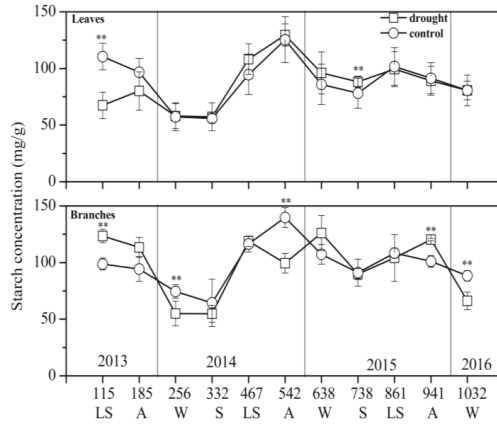 150
Leaves
drought
control
**
**
100
50
0
Starch concentration (mg/g)
150
Branches
**
**
**
**
**
100
50
0
2013
2014
2015
2016
115 185 256 332 467 542 638 738 861 941 1032
LS A W S LS A W S LS A W